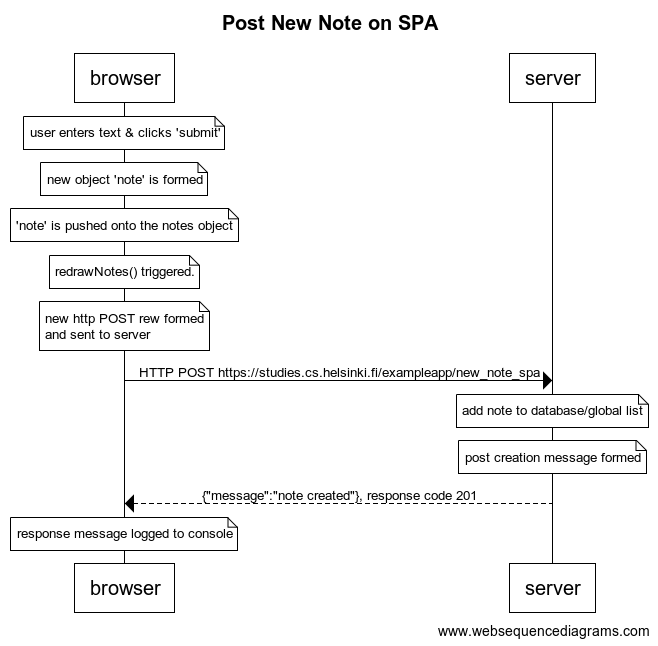 Post New Note on SPA
browser
server
user enters text & clicks 'submit'
new object 'note' is formed
'note' is pushed onto the notes object
redrawNotes() triggered.
new http POST rew formed
and sent to server
HTTP POST https://studies.cs.helsinki.fi/exampleapp/new_note_spa
add note to database/global list
post creation message formed
{"message":"note created"}, response code 201
response message logged to console
browser
server
www.websequencediagrams.com